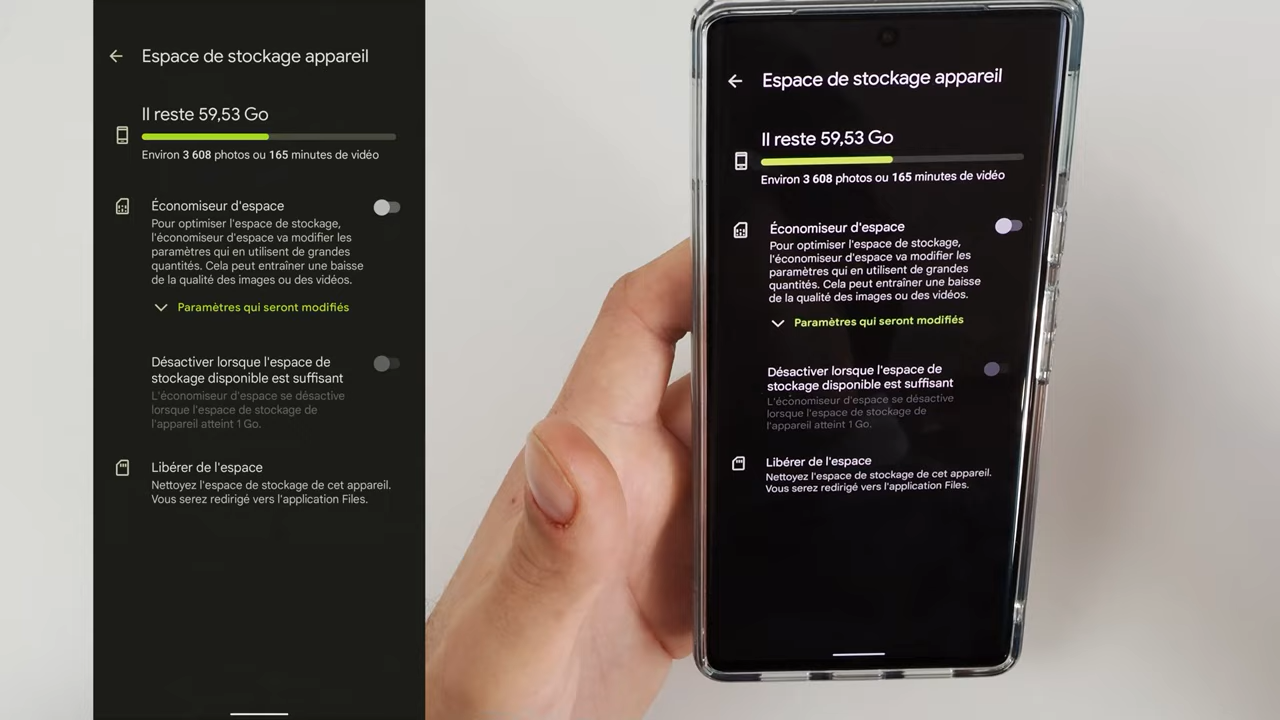 Espace de stockage appareil
Il reste 59,53 Go
Environ 3 608 photos ou 165 minutes de vidéo
Économiseur d'espace
Pour optimiser l'espace de stockage,
l'économiseur d'espace va modifier les
paramètres qui en utilisent de grandes
quantités. Cela peut entraîner une baisse
de la qualité des images ou des vidéos.
Paramètres qui seront modifiés
Désactiver lorsque l'espace de
stockage disponible est suffisant
L'économiseur d'espace se désactive
lorsque l'espace de stockage de
l'appareil atteint 1 Go.
Libérer de l'espace
Nettoyez l'espace de stockage de cet appareil.
Vous serez redirigé vers l'application Files.
Espace de stockage appareil
Il reste 59,53 Go
Environ 3 608 photos ou 165 minutes de vidéo
Économiseur d'espace
Pour optimiser l'espace de stockage,
l'économiseur d'espace va modifier les
paramètres qui en utilisent de grandes
quantités. Cela peut entraîner une baisse
de la qualité des images ou des vidéos.
Paramètres qui seront modifiés
Désactiver lorsque l'espace de
stockage disponible est suffisant
L'économiseur d'espace se désactive
lorsque l'espace de stockage de
l'appareil atteint 1 Go.
Libérer de l'espace
Nettoyez l'espace de stockage de cet appareil.
Vous serez redirigé vers l'application Files.